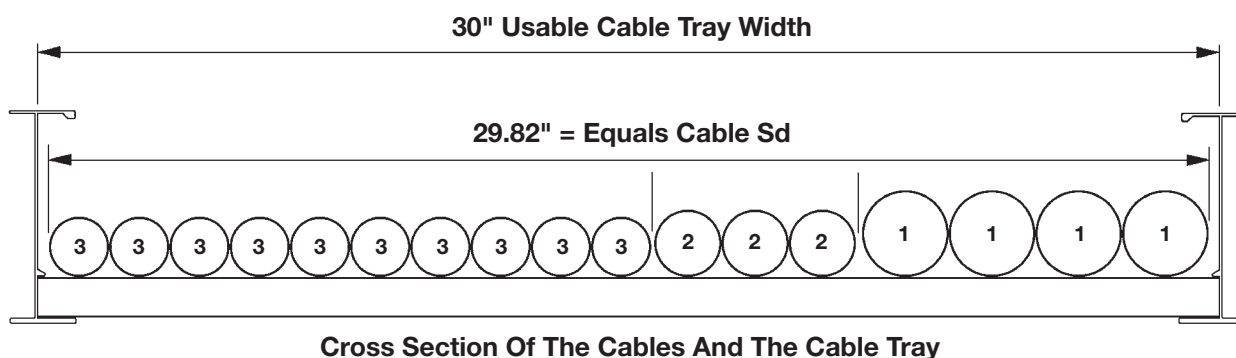 30" Usable Cable Tray Width
29.82" = Equals Cable Sd
3 3 3 3 3 3 3 3 3 3 2 2 2 1 1 1 1
Cross Section Of The Cables And The Cable Tray